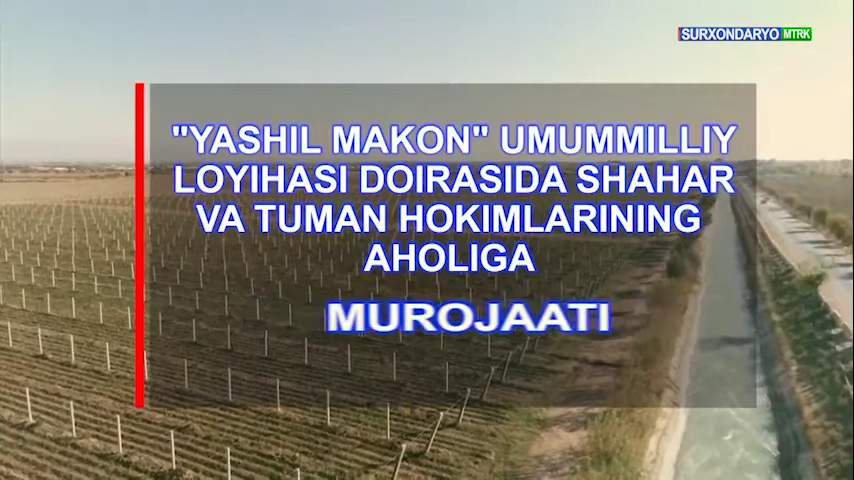 SURXONDARYO MTRK
"YASHIL MAKON" UMUMMILLIY
LOYIHASI DOIRASIDA SHAHAR
VA TUMAN HOKIMLARINING
AHOLIGA
MUROJAATI